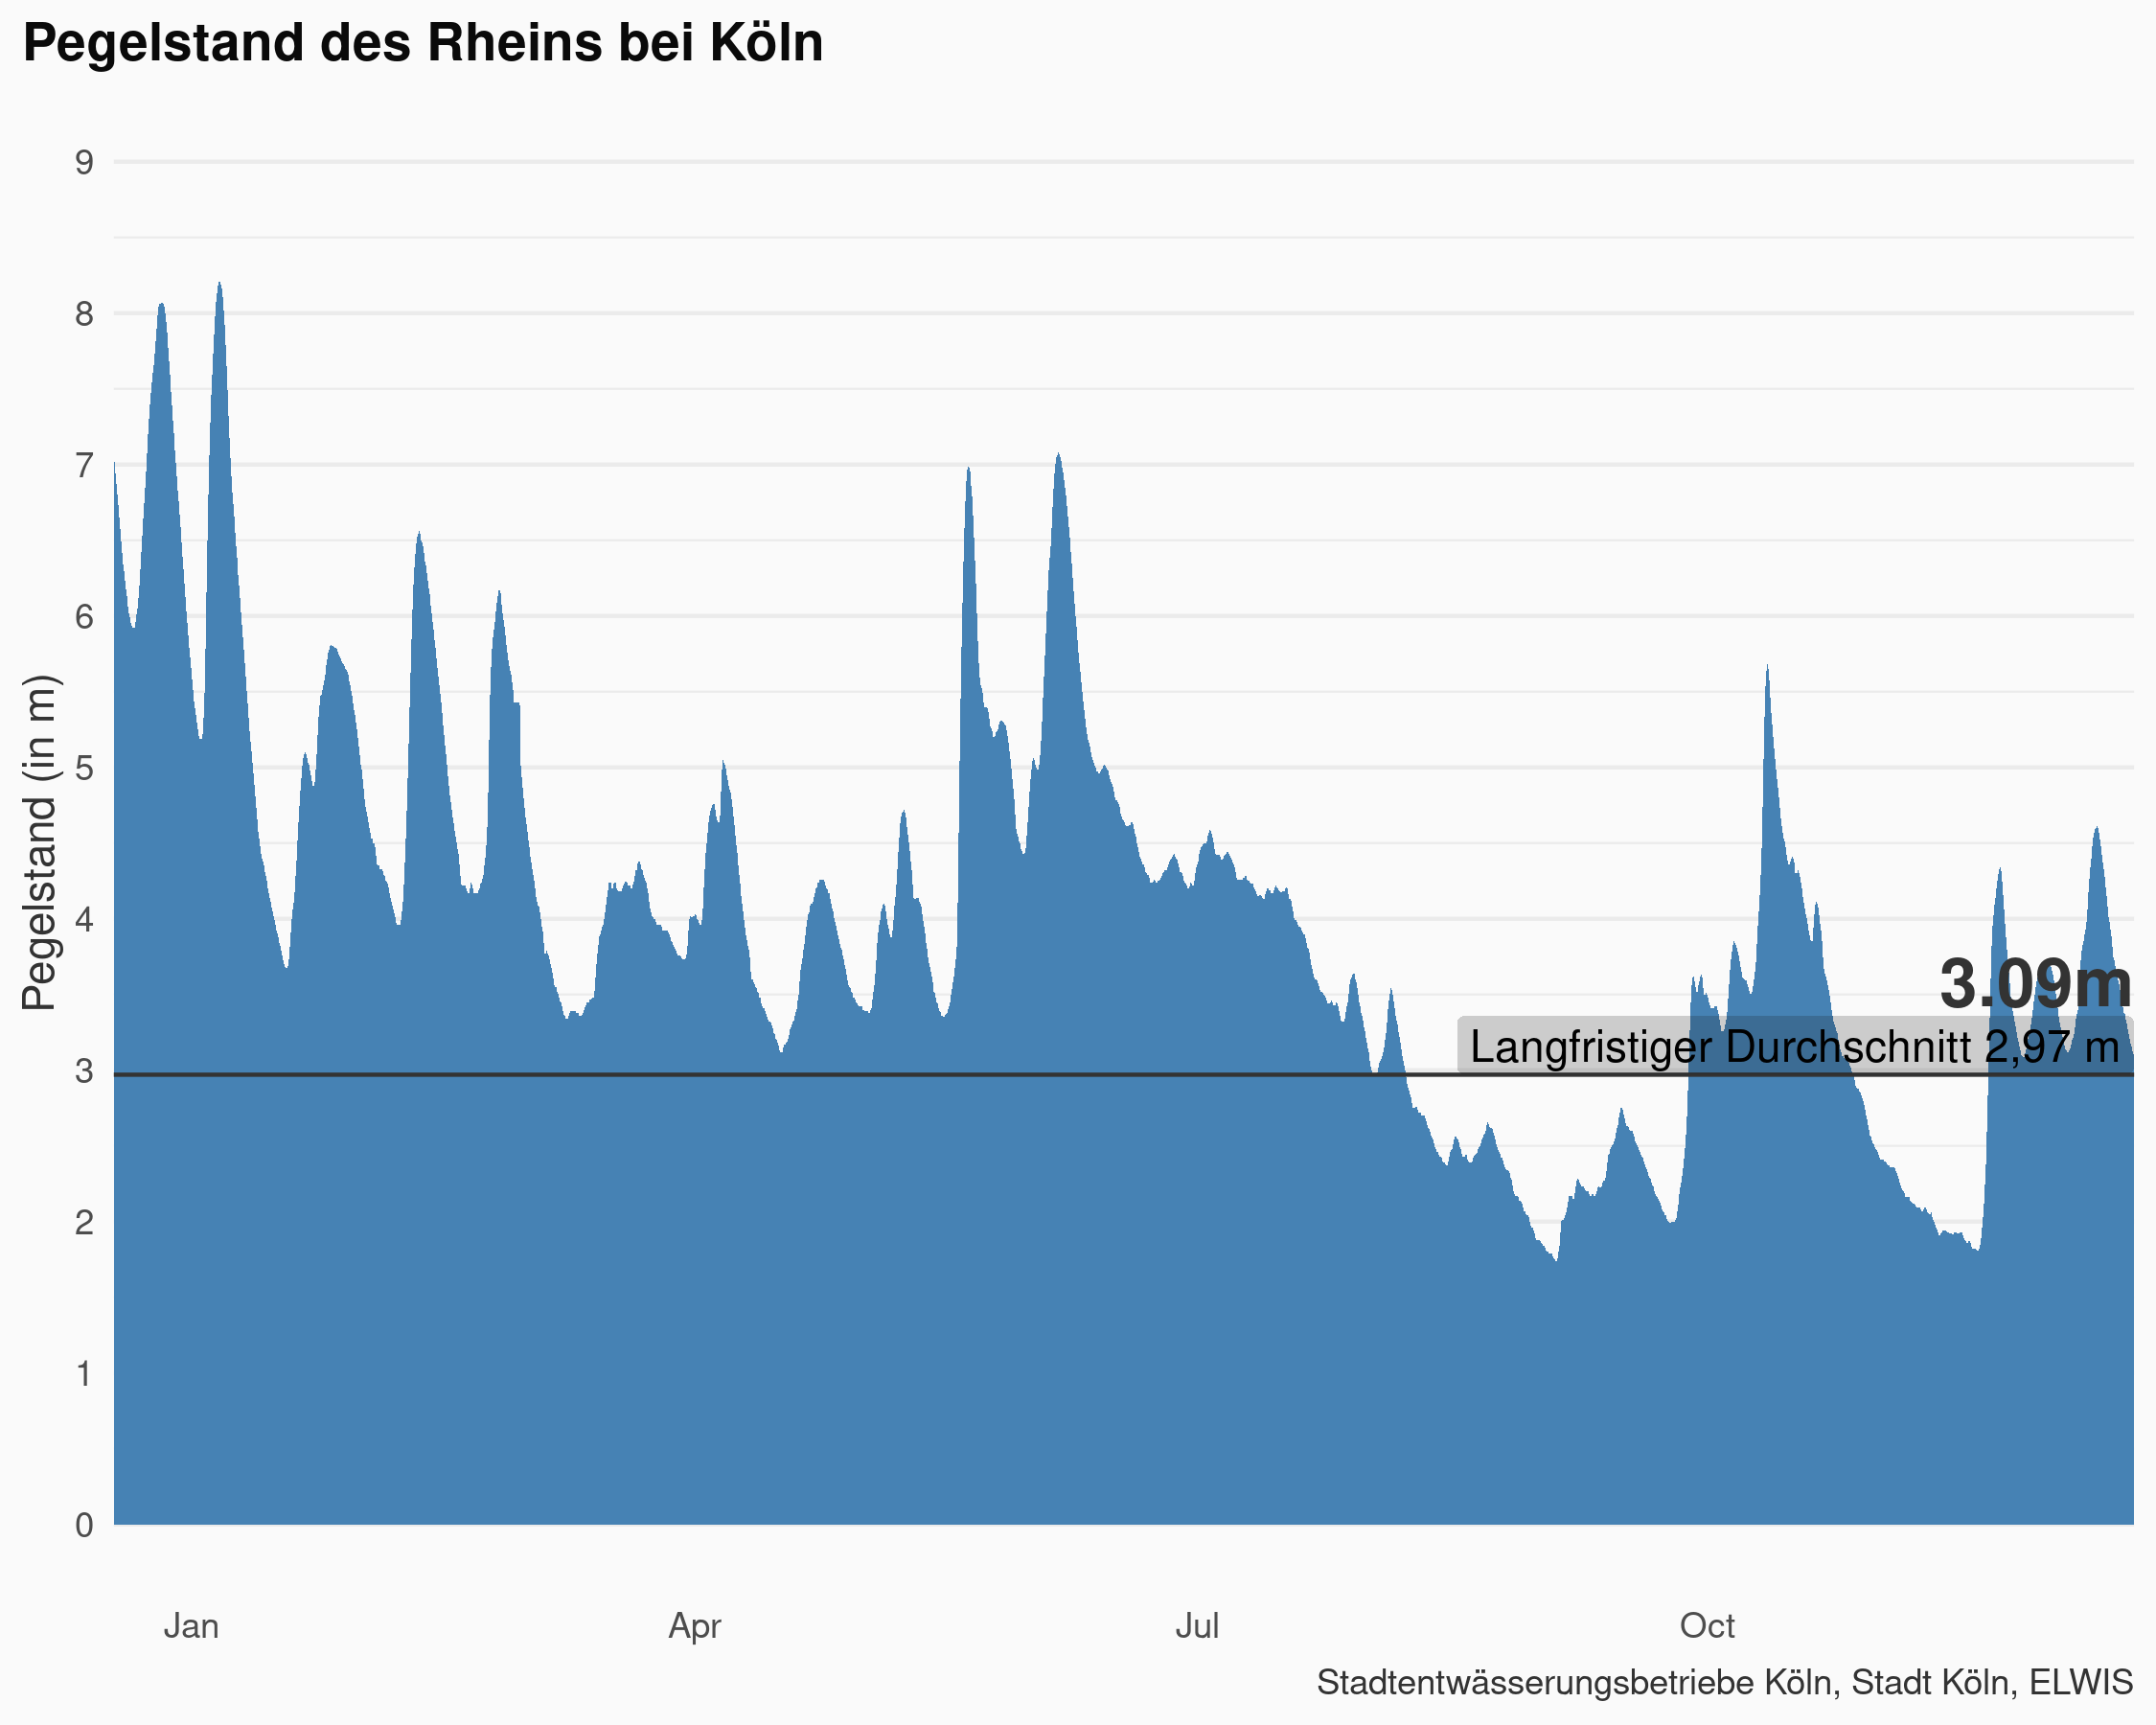 Pegelstand des Rheins bei Köln
Pegelstand (in m)
9
8
7
6
5
4
3
2
1
0
3.09m
Langfristiger Durchschnitt 2,97 m
Jan Apr Jul Oct
Stadtentwässerungsbetriebe Köln, Stadt Köln, ELWIS